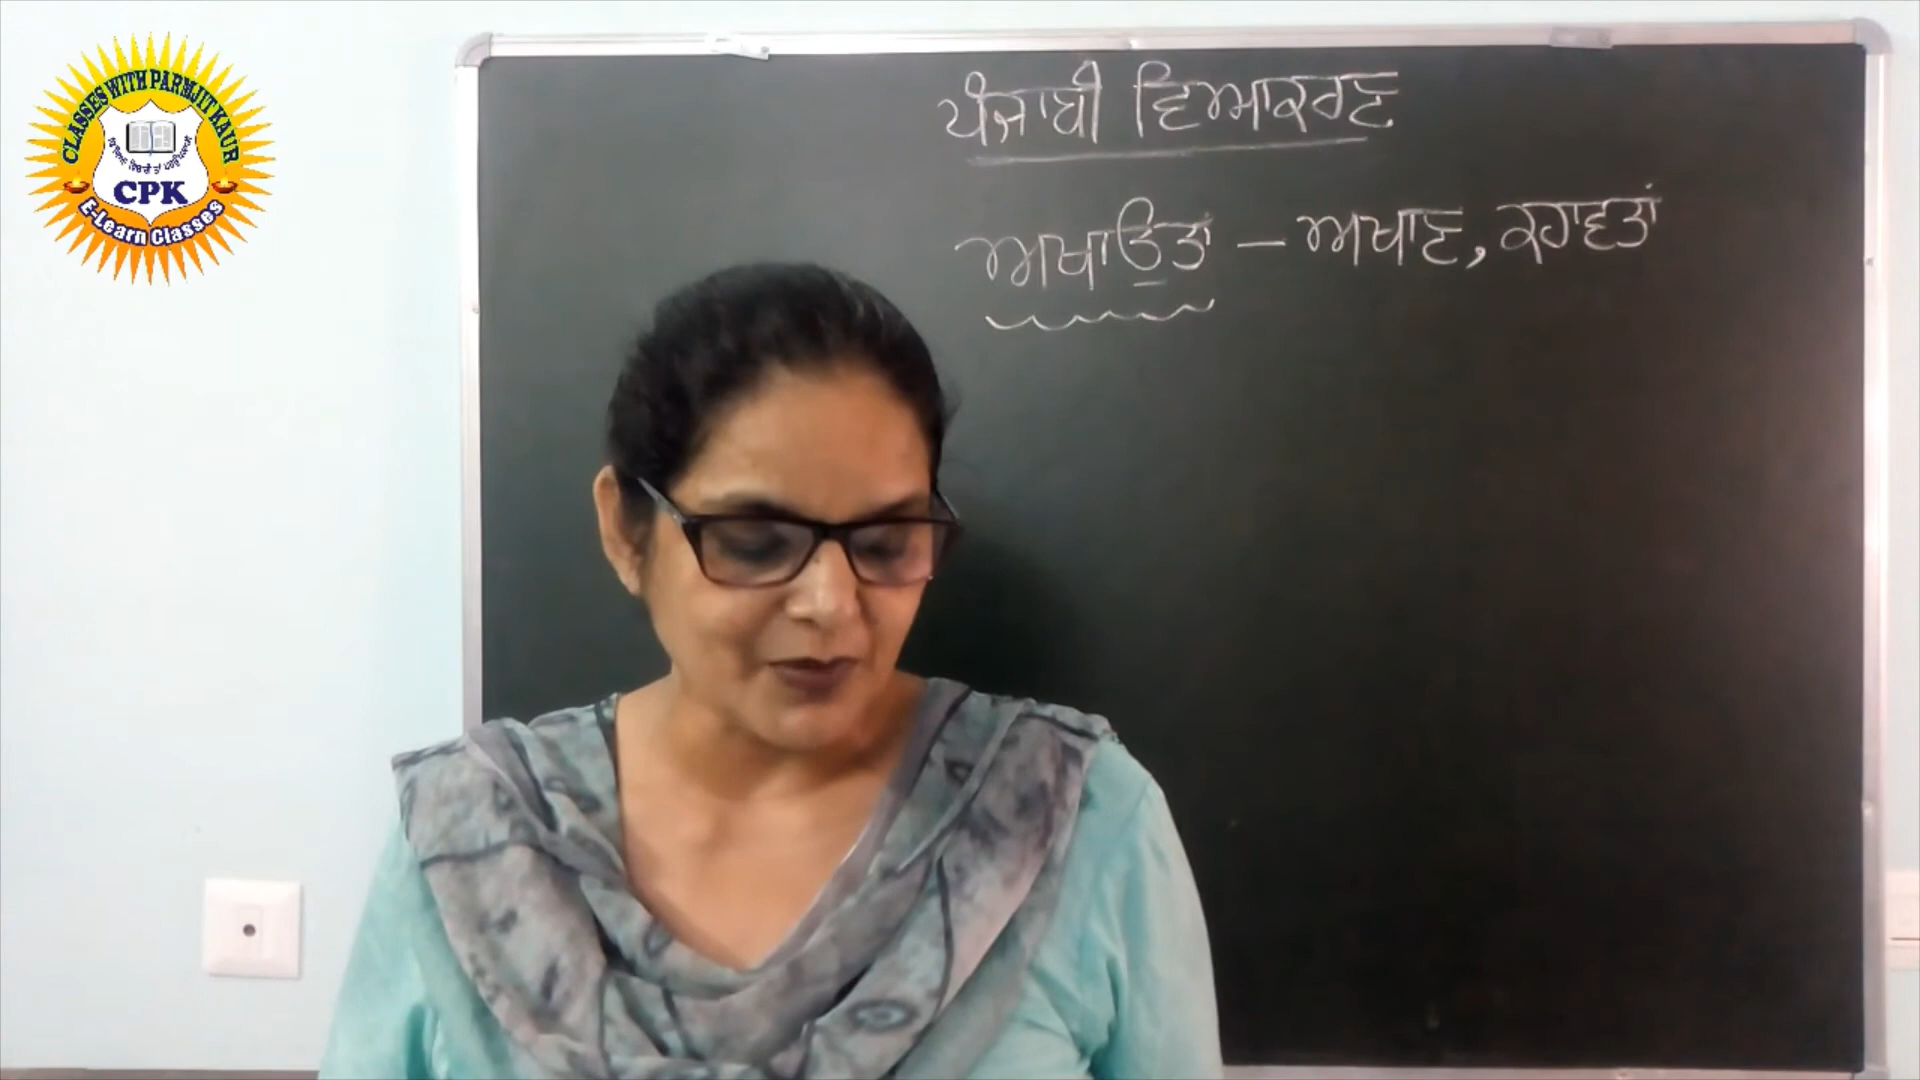 CLASSES WITH PARMJIT KAUR
CPK
E-Learn Classes
ਪੰਜਾਬੀ ਵਿਆਕਰਣ
ਅਖਾਉਤਾਂ – ਅਖਾਣ, ਕਹਾਵਤਾਂ